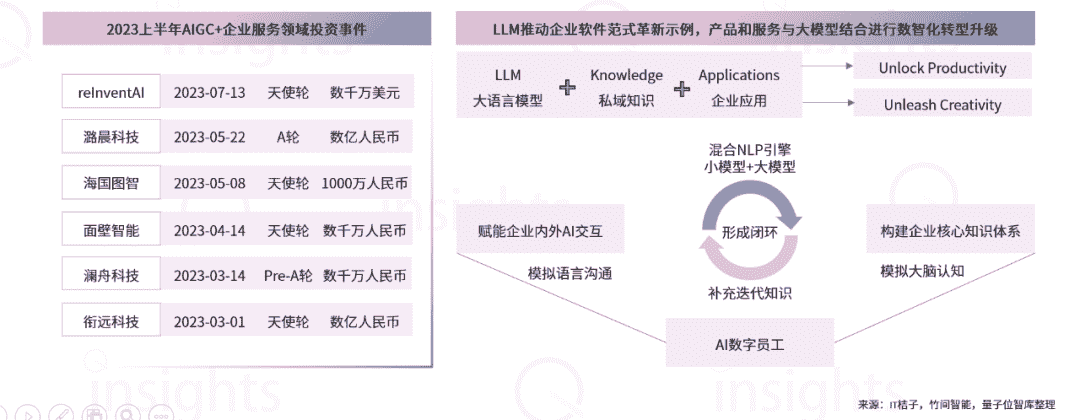 2023上半年AIGC+企业服务领域投资事件
reInventAI 2023-07-13 天使轮 数千万美元
潞晨科技 2023-05-22 A轮 数亿人民币
海国图智 2023-05-08 天使轮 1000万人民币
面壁智能 2023-04-14 天使轮 数千万人民币
澜舟科技 2023-03-14 Pre-A轮 数千万人民币
衔远科技 2023-03-01 天使轮 数亿人民币
LLM推动企业软件范式革新示例，产品和服务与大模型结合进行数智化转型升级
LLM + Knowledge + Applications
大语言模型 私域知识 企业应用
Unlock Productivity
Unleash Creativity
混合NLP引擎
小模型+大模型
赋能企业内外AI交互
形成闭环
构建企业核心知识体系
模拟语言沟通
模拟大脑认知
补充迭代知识
AI数字员工
来源：IT桔子，竹间智能，量子位智库整理
insights
insights
insights